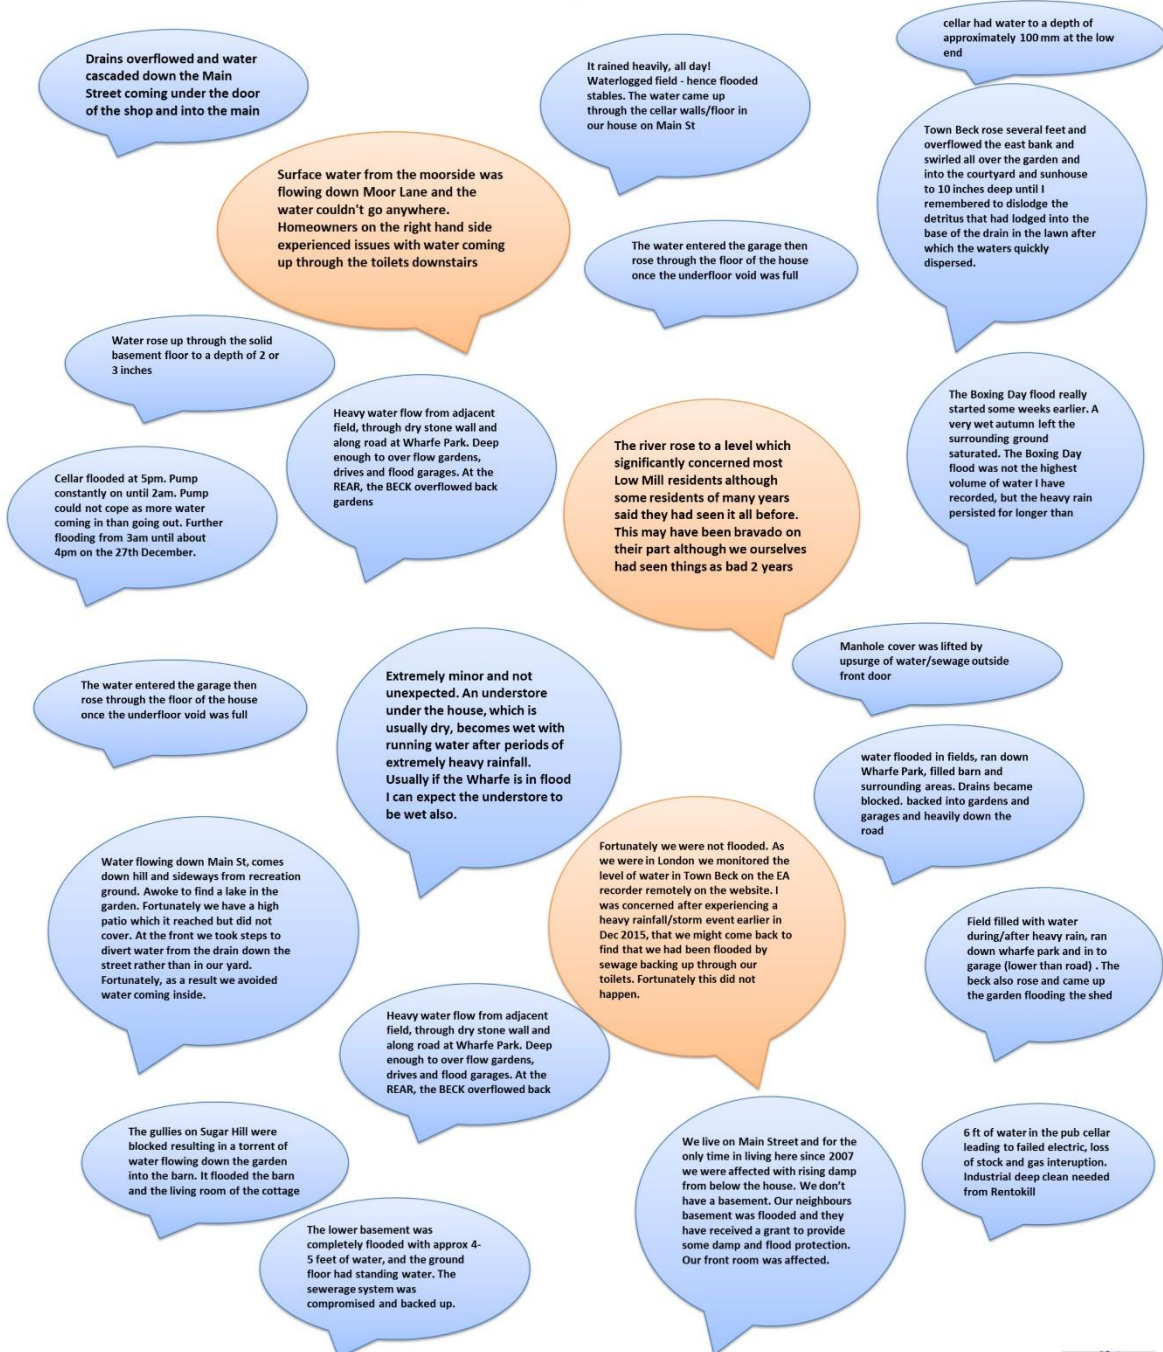 Drains overflowed and water
cascaded down the Main
Street coming under the door
of the shop and into the main
It rained heavily, all day!
Waterlogged field - hence flooded
stables. The water came up
through the cellar walls/floor in
our house on Main St
cellar had water to a depth of
approximately 100 mm at the low
end
Surface water from the moorside was
flowing down Moor Lane and the
water couldn't go anywhere.
Homeowners on the right hand side
experienced issues with water coming
up through the toilets downstairs
Town Beck rose several feet and
overflowed the east bank and
swirled all over the garden and
into the courtyard and sunhouse
to 10 inches deep until I
remembered to dislodge the
detritus that had lodged into the
base of the drain in the lawn after
which the waters quickly
dispersed.
The water entered the garage then
rose through the floor of the house
once the underfloor void was full
Water rose up through the solid
basement floor to a depth of 2 or
3 inches
Heavy water flow from adjacent
field, through dry stone wall and
along road at Wharfe Park. Deep
enough to over flow gardens,
drives and flood garages. At the
REAR, the BECK overflowed back
gardens
The river rose to a level which
significantly concerned most
Low Mill residents although
some residents of many years
said they had seen it all before.
This may have been bravado on
their part although we ourselves
had seen things as bad 2 years
The Boxing Day flood really
started some weeks earlier. A
very wet autumn left the
surrounding ground
saturated. The Boxing Day
flood was not the highest
volume of water I have
recorded, but the heavy rain
persisted for longer than
Cellar flooded at 5pm. Pump
constantly on until 2am. Pump
could not cope as more water
coming in than going out. Further
flooding from 3am until about
4pm on the 27th December.
Manhole cover was lifted by
upsurge of water/sewage outside
front door
The water entered the garage then
rose through the floor of the house
once the underfloor void was full
Extremely minor and not
unexpected. An understore
under the house, which is
usually dry, becomes wet with
running water after periods of
extremely heavy rainfall.
Usually if the Wharfe is in flood
I can expect the understore to
be wet also.
water flooded in fields, ran down
Wharfe Park, filled barn and
surrounding areas. Drains became
blocked. backed into gardens and
garages and heavily down the
road
Water flowing down Main St, comes
down hill and sideways from recreation
ground. Awoke to find a lake in the
garden. Fortunately we have a high
patio which it reached but did not
cover. At the front we took steps to
divert water from the drain down the
street rather than in our yard.
Fortunately, as a result we avoided
water coming inside.
Fortunately we were not flooded. As
we were in London we monitored the
level of water in Town Beck on the EA
recorder remotely on the website. I
was concerned after experiencing a
heavy rainfall/storm event earlier in
Dec 2015, that we might come back to
find that we had been flooded by
sewage backing up through our
toilets. Fortunately this did not
happen.
Field filled with water
during/after heavy rain, ran
down wharfe park and in to
garage (lower than road) . The
beck also rose and came up
the garden flooding the shed
Heavy water flow from adjacent
field, through dry stone wall and
along road at Wharfe Park. Deep
enough to over flow gardens,
drives and flood garages. At the
REAR, the BECK overflowed back
The gullies on Sugar Hill were
blocked resulting in a torrent of
water flowing down the garden
into the barn. It flooded the barn
and the living room of the cottage
We live on Main Street and for the
only time in living here since 2007
we were affected with rising damp
from below the house. We don't
have a basement. Our neighbours
basement was flooded and they
have received a grant to provide
some damp and flood protection.
Our front room was affected.
6 ft of water in the pub cellar
leading to failed electric, loss
of stock and gas interuption.
Industrial deep clean needed
from Rentokill
The lower basement was
completely flooded with approx 4-
5 feet of water, and the ground
floor had standing water. The
sewerage system was
compromised and backed up.